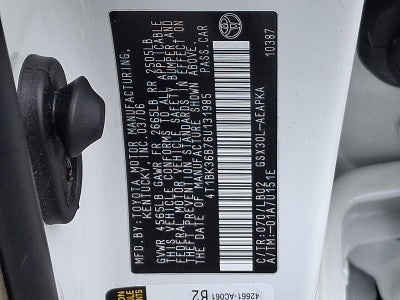 MFD. BY: TOYOTA MOTOR MANUFACTURING,
KENTUCKY, INC. 03/06
GVWR 4565LB GAWR FR 2665LB RR 2505LB
THIS VEHICLE CONFORMS TO ALL APPLICABLE
FEDERAL MOTOR VEHICLE SAFETY, BUMPER, AND
THEFT PREVENTION STANDARDS IN EFFECT ON
THE DATE OF MANUFACTURE SHOWN ABOVE.
4T1BK36B76U131985 PASS.CAR
C/TR: 070/LB02
GSX30L-AEAPKA
A/TM: -01A/U151E
10387
42661-AC061
B2